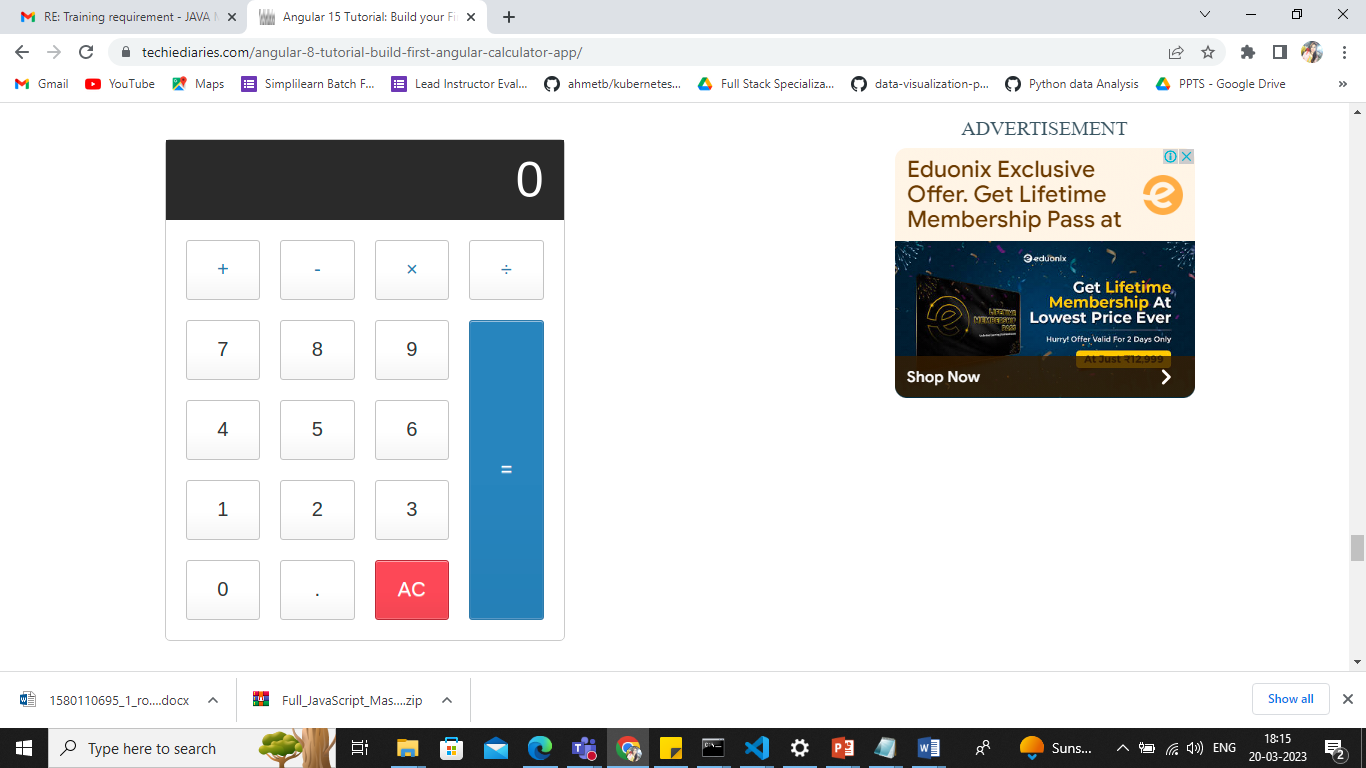 RE: Training requirement - JAVA M
Angular 15 Tutorial: Build your Fi
techiediaries.com/angular-8-tutorial-build-first-angular-calculator-app/
Gmail YouTube Maps Simplilearn Batch F... Lead Instructor Eval... ahmetb/kubernetes... Full Stack Specializa... data-visualization-p... Python data Analysis PPTS - Google Drive »
0
+ - × ÷
7 8 9
4 5 6
=
1 2 3
0 . AC
ADVERTISEMENT
Eduonix Exclusive
Offer. Get Lifetime
Membership Pass at
eduonix
Get Lifetime
Membership At
Lowest Price Ever
Hurry! Offer Valid For 2 Days Only
At Just ₹12,999
LIFETIME
MEMBERSHIP
PASS
Shop Now
1580110695_1_ro....docx
Full_JavaScript_Mas....zip
Show all
Type here to search
Suns...
ENG
18:15
20-03-2023
2